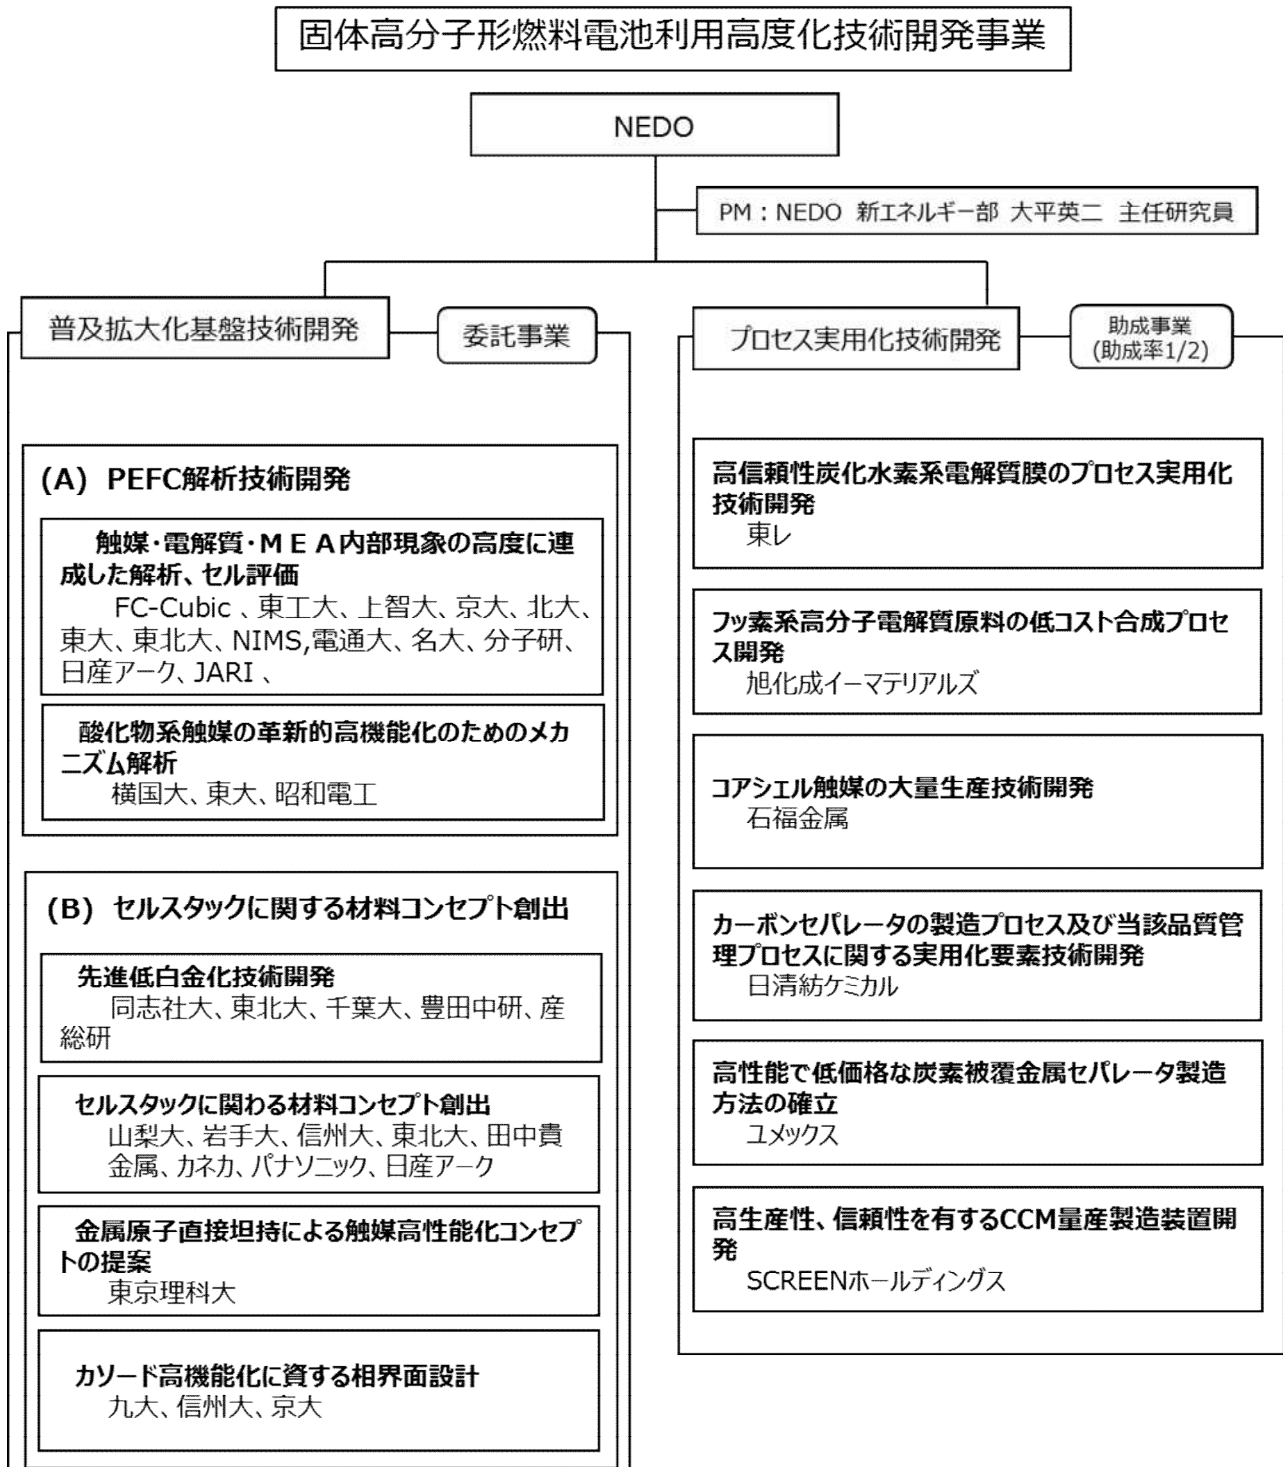 固体高分子形燃料電池利用高度化技術開発事業
NEDO
PM：NEDO 新エネルギー部 大平英二 主任研究員
普及拡大化基盤技術開発
委託事業
(A) PEFC解析技術開発
触媒・電解質・ＭＥＡ内部現象の高度に連
成した解析、セル評価
FC-Cubic 、東工大、上智大、京大、北大、
東大、東北大、NIMS,電通大、名大、分子研、
日産アーク、JARI 、
酸化物系触媒の革新的高機能化のためのメカ
ニズム解析
横国大、東大、昭和電工
(B) セルスタックに関する材料コンセプト創出
先進低白金化技術開発
同志社大、東北大、千葉大、豊田中研、産
総研
セルスタックに関わる材料コンセプト創出
山梨大、岩手大、信州大、東北大、田中貴
金属、カネカ、パナソニック、日産アーク
金属原子直接坦持による触媒高性能化コンセプ
トの提案
東京理科大
カソード高機能化に資する相界面設計
九大、信州大、京大
プロセス実用化技術開発
助成事業
(助成率1/2)
高信頼性炭化水素系電解質膜のプロセス実用化
技術開発
東レ
フッ素系高分子電解質原料の低コスト合成プロセ
ス開発
旭化成イーマテリアルズ
コアシェル触媒の大量生産技術開発
石福金属
カーボンセパレータの製造プロセス及び当該品質管
理プロセスに関する実用化要素技術開発
日清紡ケミカル
高性能で低価格な炭素被覆金属セパレータ製造
方法の確立
ユメックス
高生産性、信頼性を有するCCM量産製造装置開
発
SCREENホールディングス